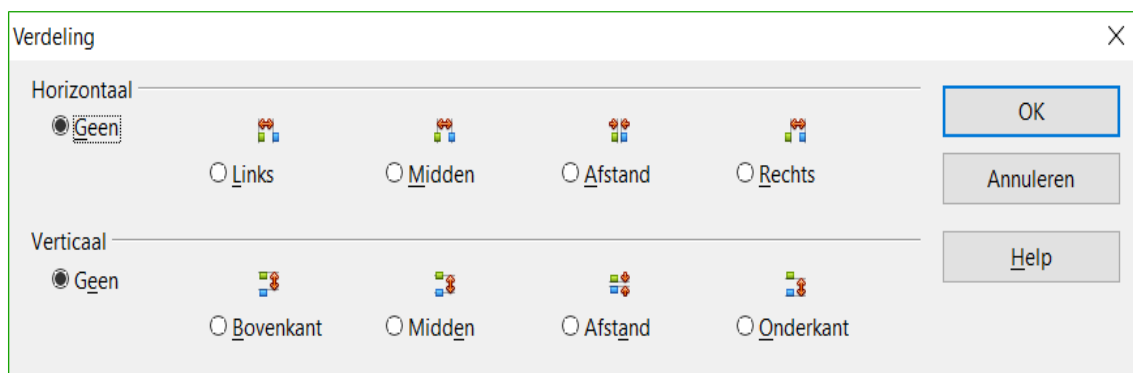 Verdeling
Horizontaal
Geen
Links
Midden
Afstand
Rechts
Verticaal
Geen
Bovenkant
Midden
Afstand
Onderkant
OK
Annuleren
Help